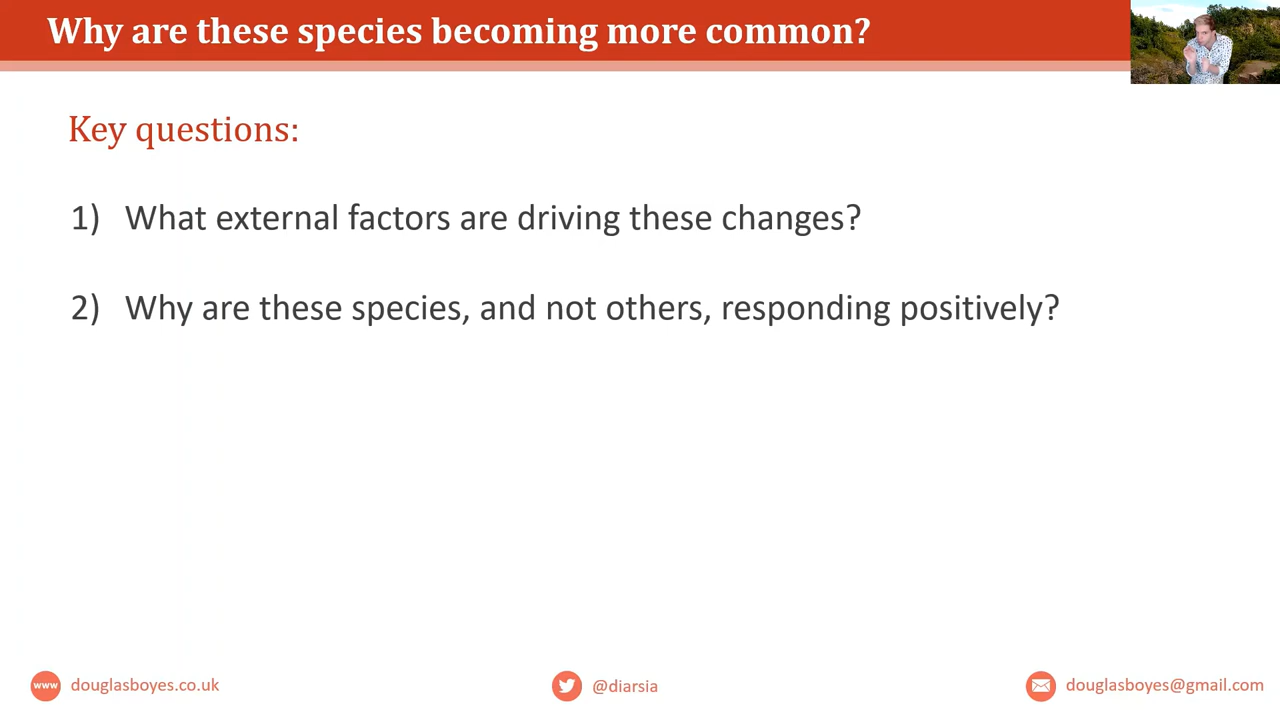 Why are these species becoming more common?
Key questions:
1) What external factors are driving these changes?
2) Why are these species, and not others, responding positively?
www douglasboyes.co.uk
@diarsia
douglasboyes@gmail.com